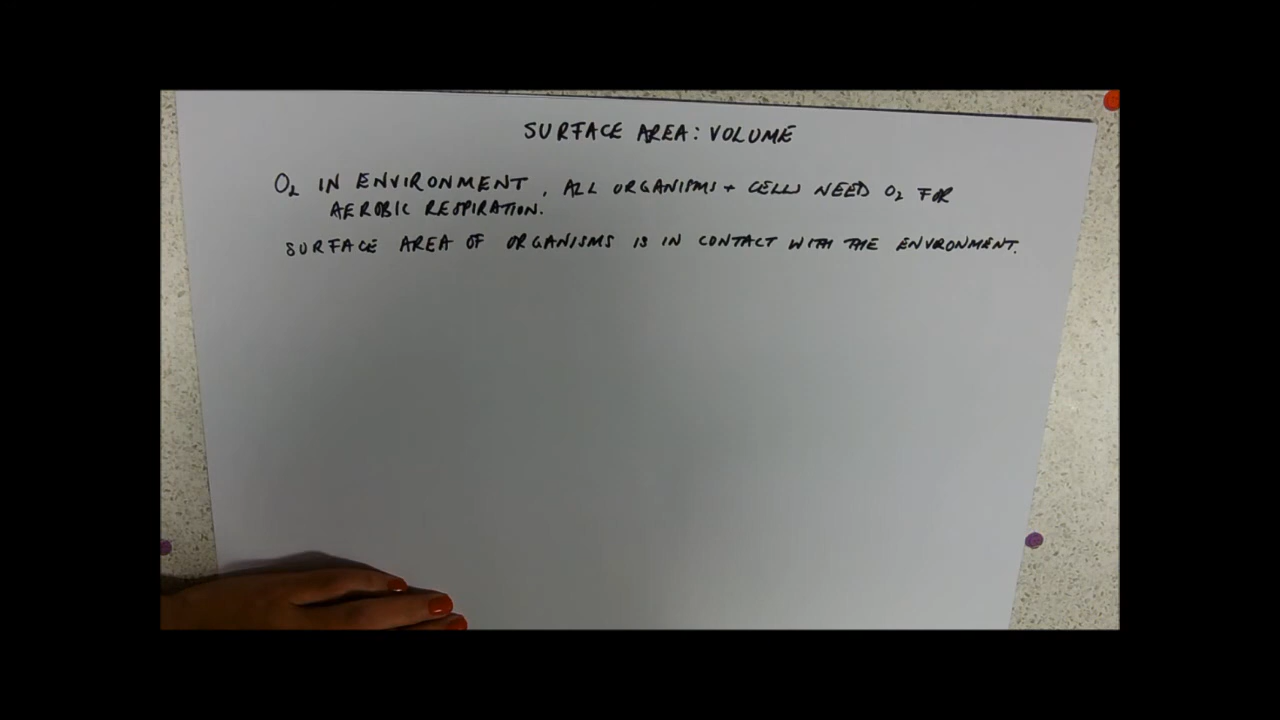 SURFACE AREA: VOLUME
O₂ IN ENVIRONMENT, ALL ORGANISMS + CELLS NEED O₂ FOR
AEROBIC RESPIRATION.
SURFACE AREA OF ORGANISMS IS IN CONTACT WITH THE ENVIRONMENT.